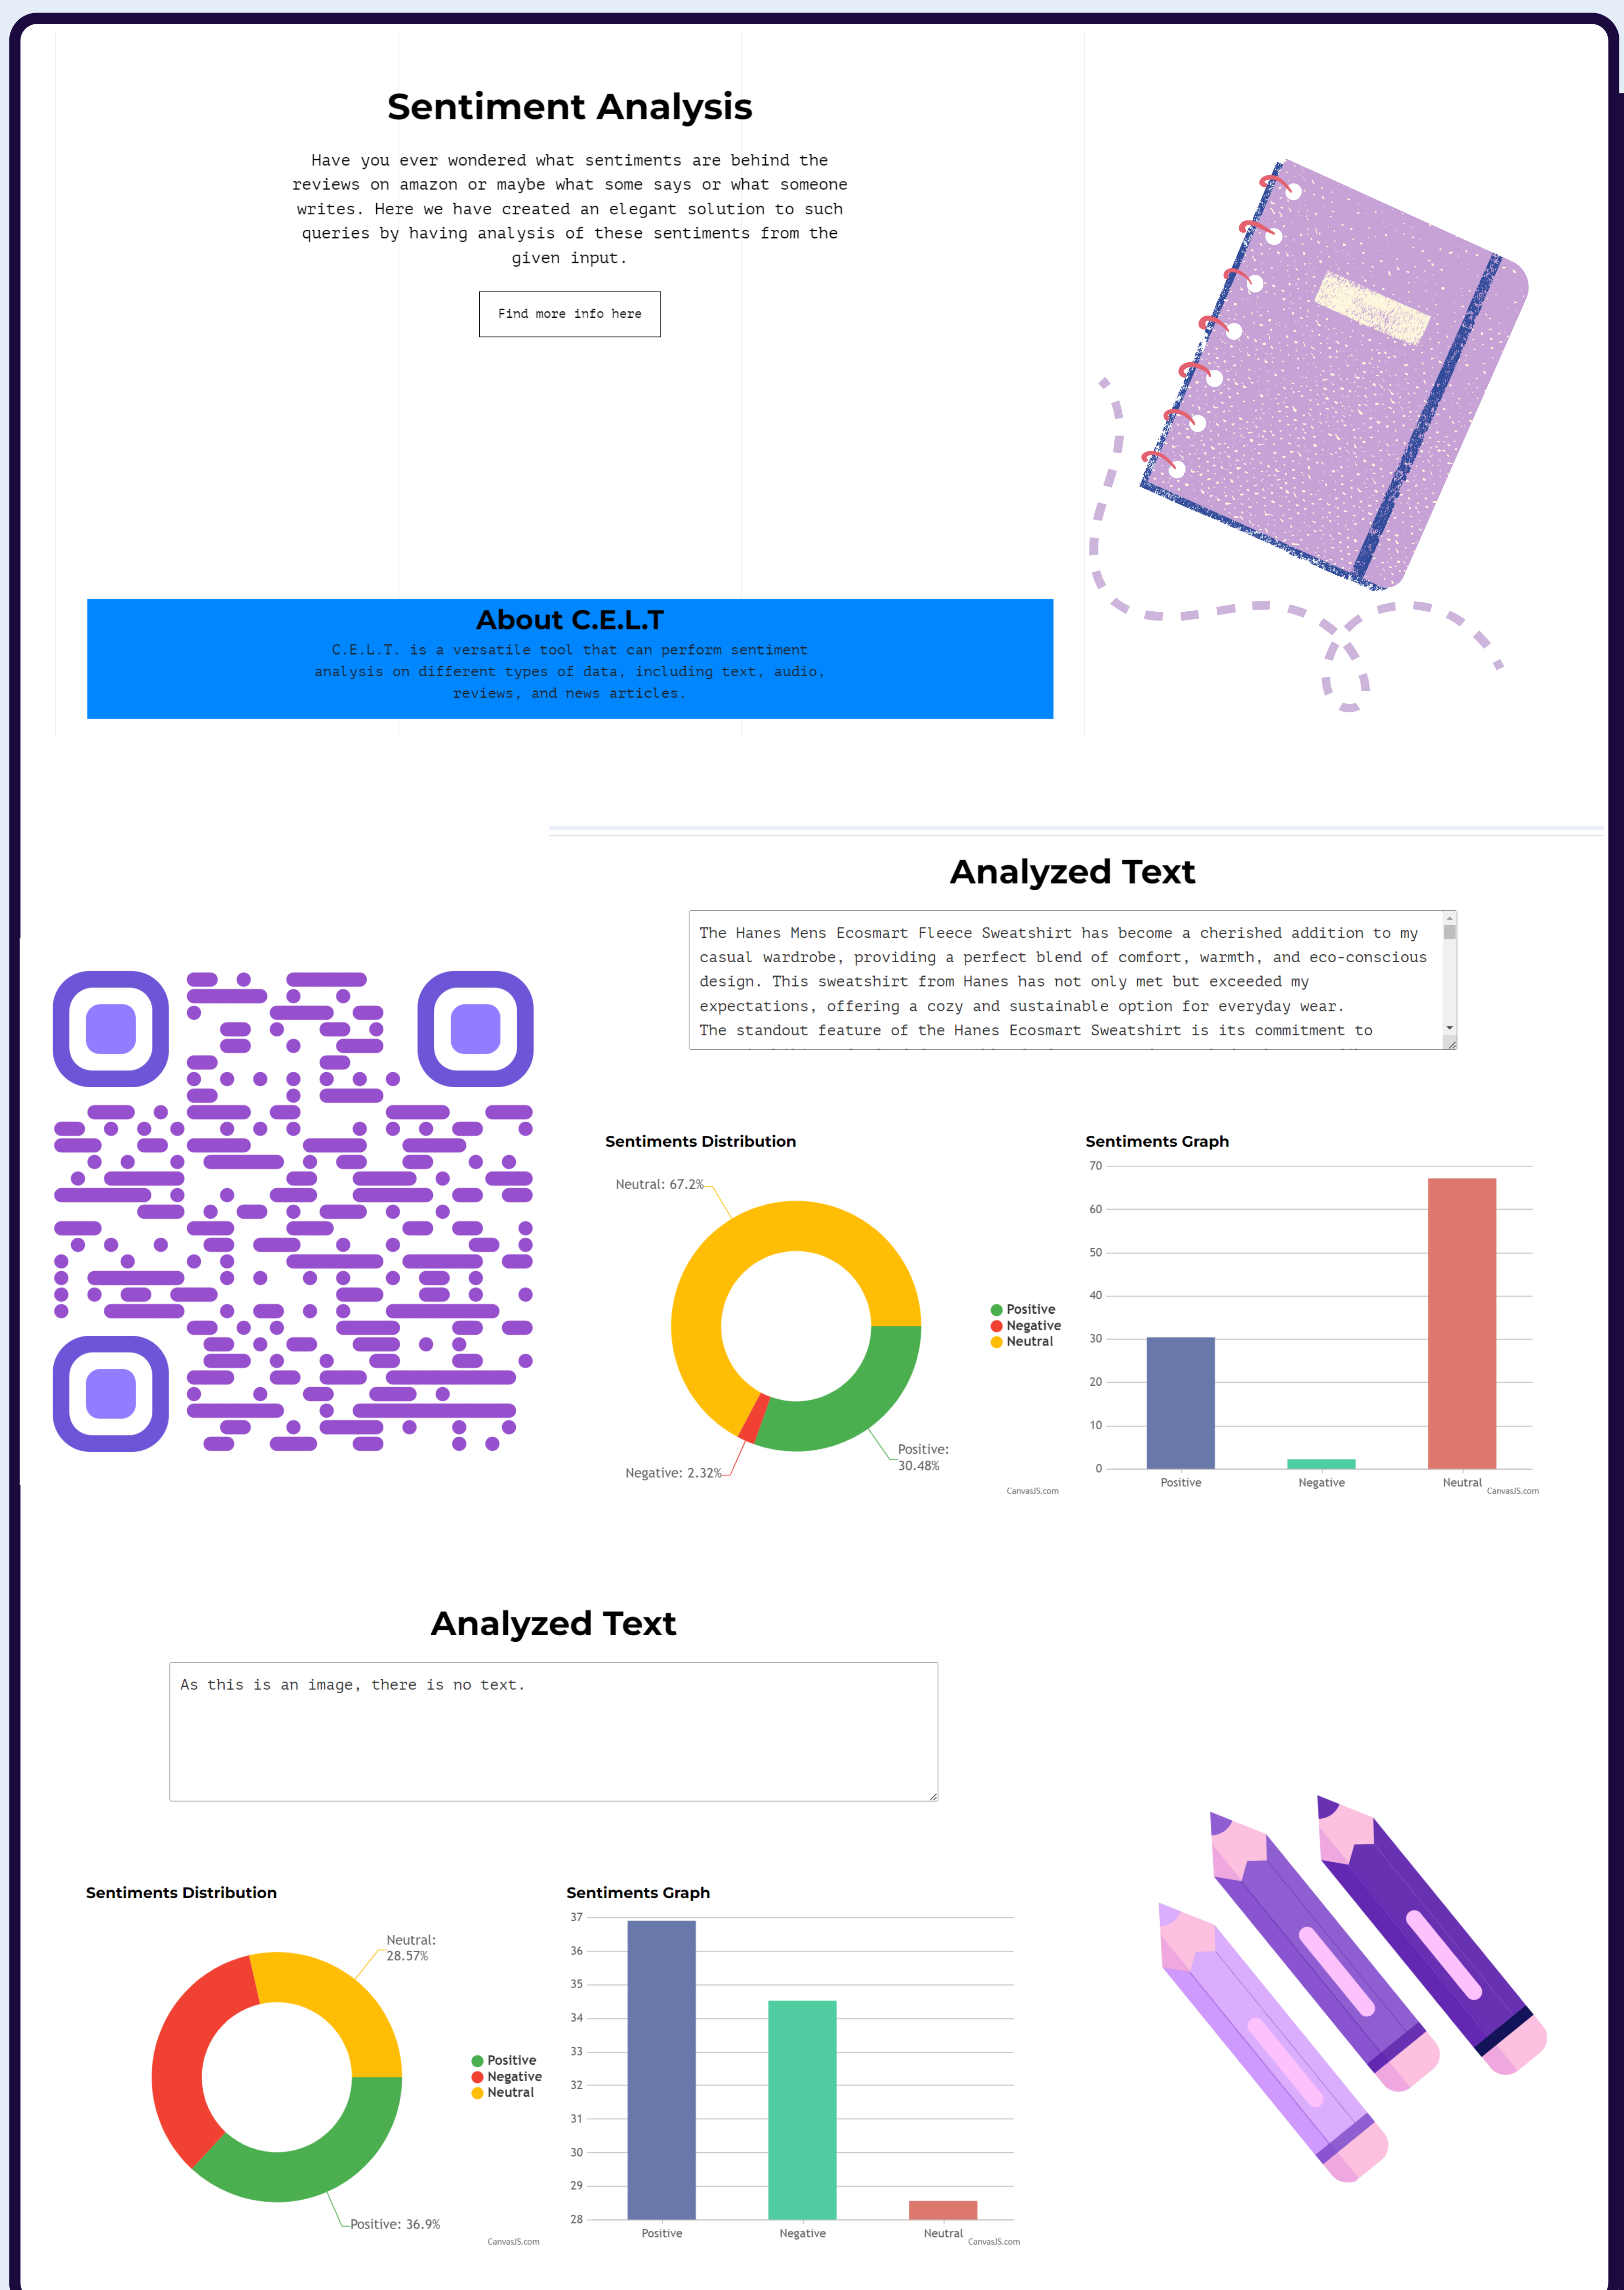 Sentiment Analysis
Have you ever wondered what sentiments are behind the
reviews on amazon or maybe what some says or what someone
writes. Here we have created an elegant solution to such
queries by having analysis of these sentiments from the
given input.
Find more info here
About C.E.L.T
C.E.L.T. is a versatile tool that can perform sentiment
analysis on different types of data, including text, audio,
reviews, and news articles.
Analyzed Text
The Hanes Mens Ecosmart Fleece Sweatshirt has become a cherished addition to my
casual wardrobe, providing a perfect blend of comfort, warmth, and eco-conscious
design. This sweatshirt from Hanes has not only met but exceeded my
expectations, offering a cozy and sustainable option for everyday wear.
The standout feature of the Hanes Ecosmart Sweatshirt is its commitment to
Sentiments Distribution
Neutral: 67.2%
Positive
Negative
Neutral
Positive:
30.48%
Negative: 2.32%
CanvasJS.com
Sentiments Graph
70
60
50
40
30
20
10
0
Positive
Negative
Neutral
CanvasJS.com
Analyzed Text
As this is an image, there is no text.
Sentiments Distribution
Neutral:
28.57%
Positive
Negative
Neutral
Positive: 36.9%
CanvasJS.com
Sentiments Graph
37
36
35
34
33
32
31
30
29
28
Positive
Negative
Neutral
CanvasJS.com